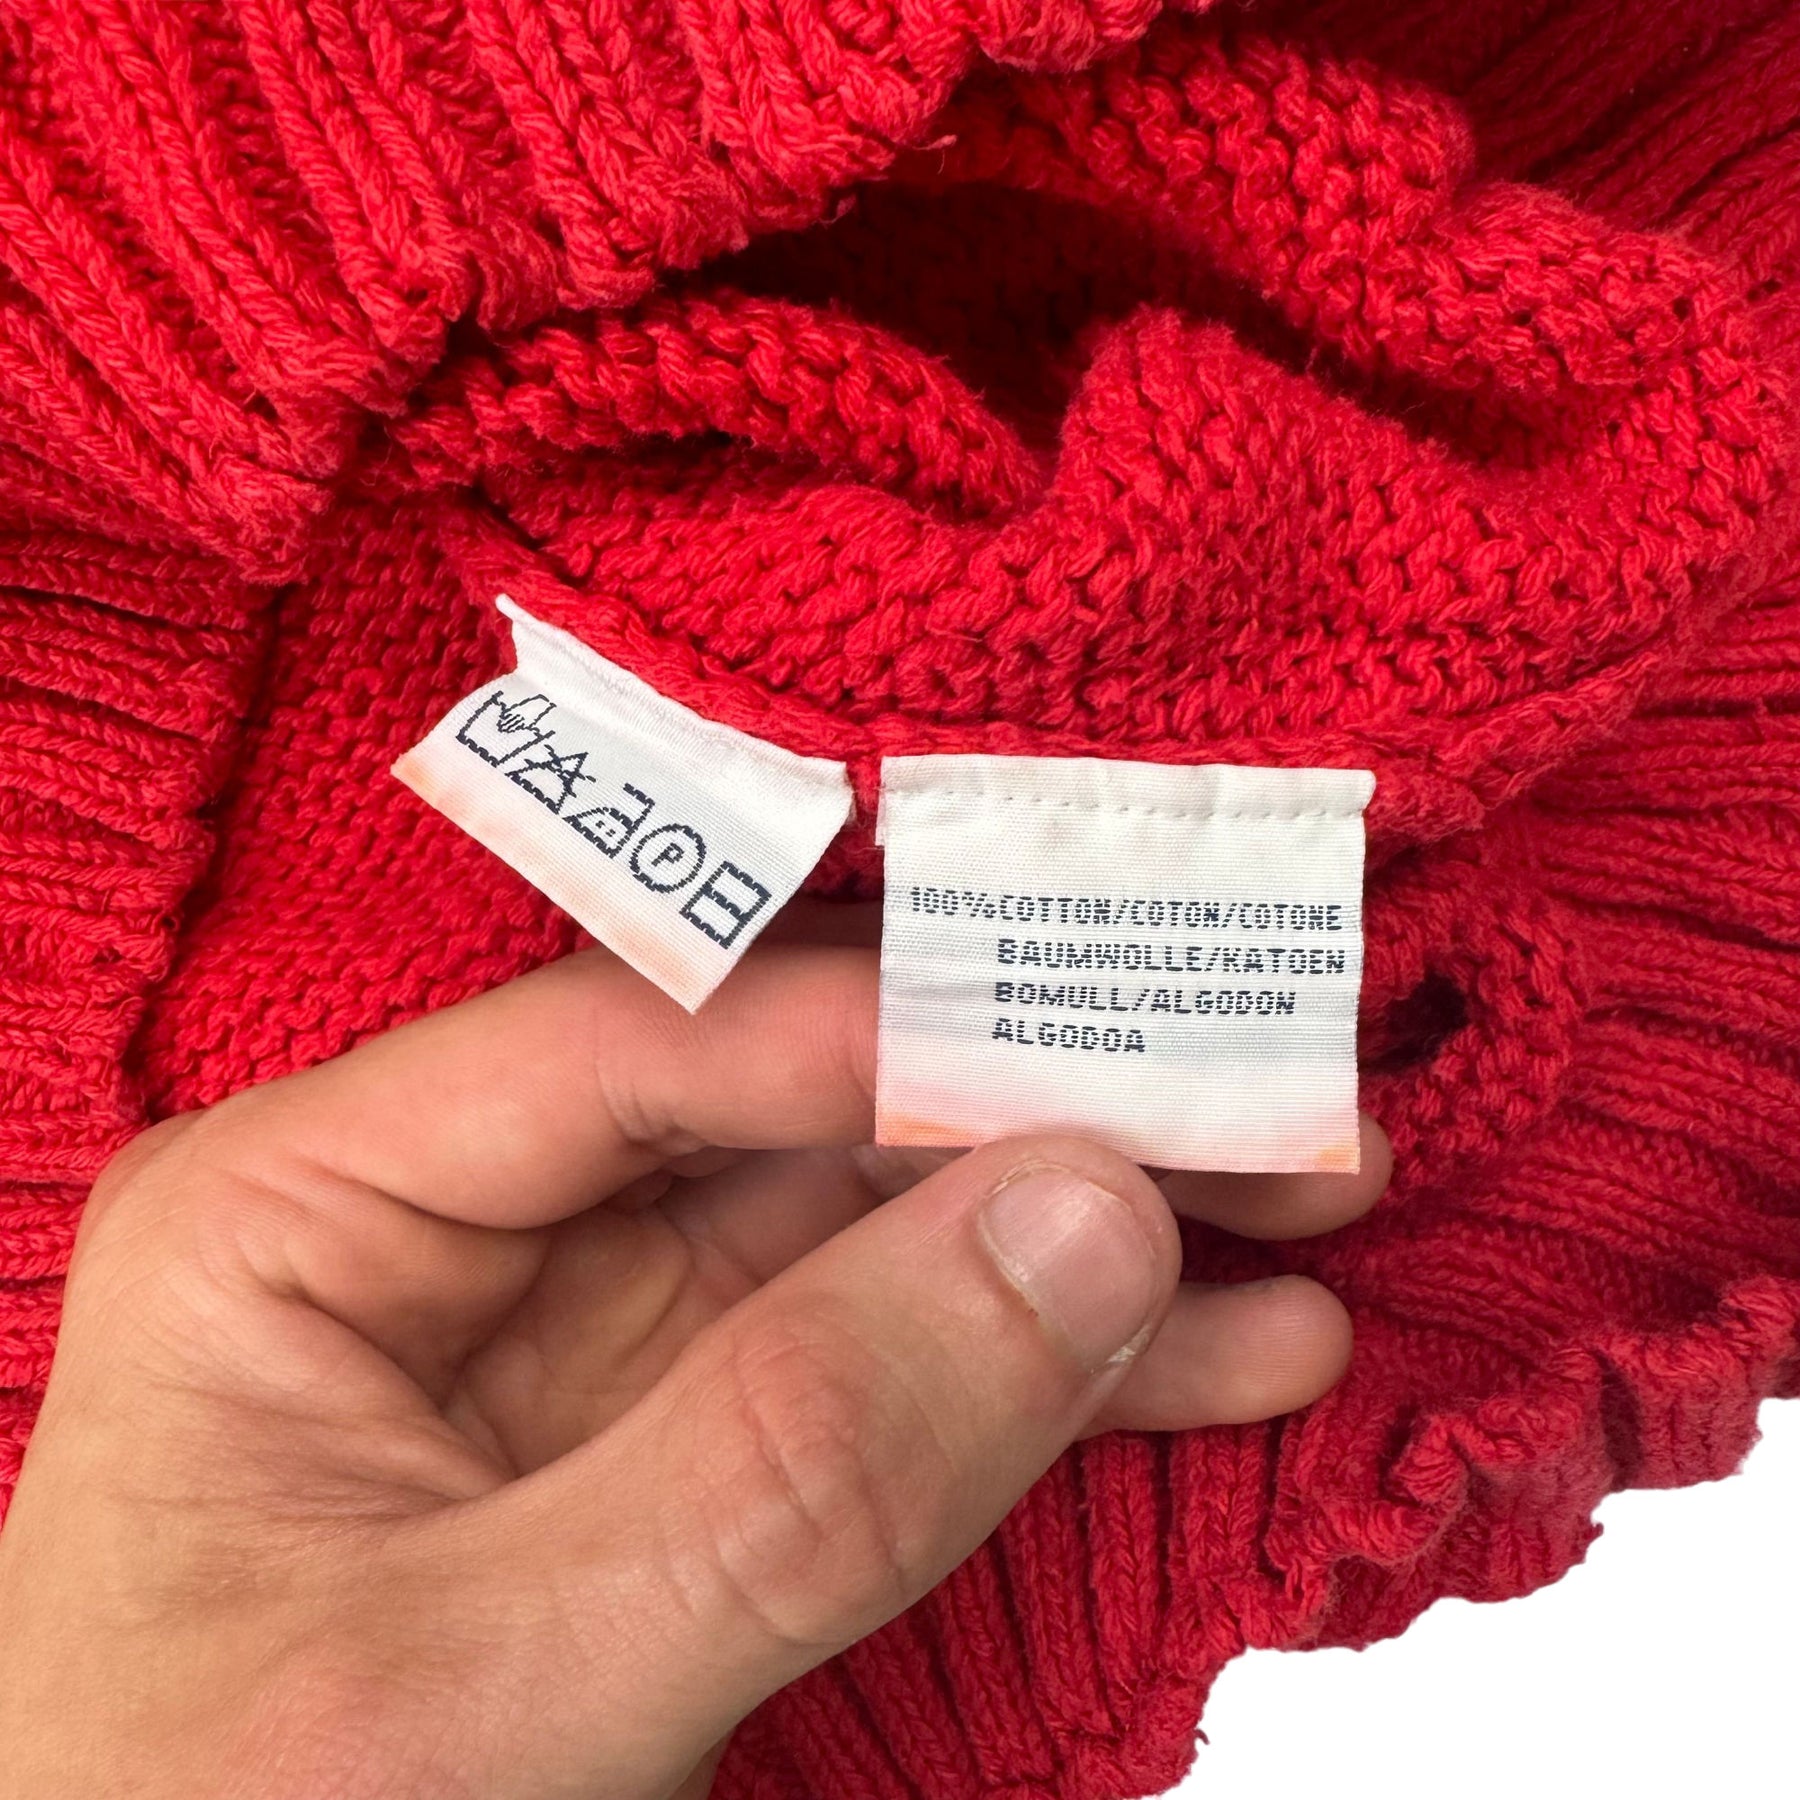 P
100% COTTON/COTON/COTONE
BAUMWOLLE/KATOEN
BOMULL/ALGODON
ALGODOA